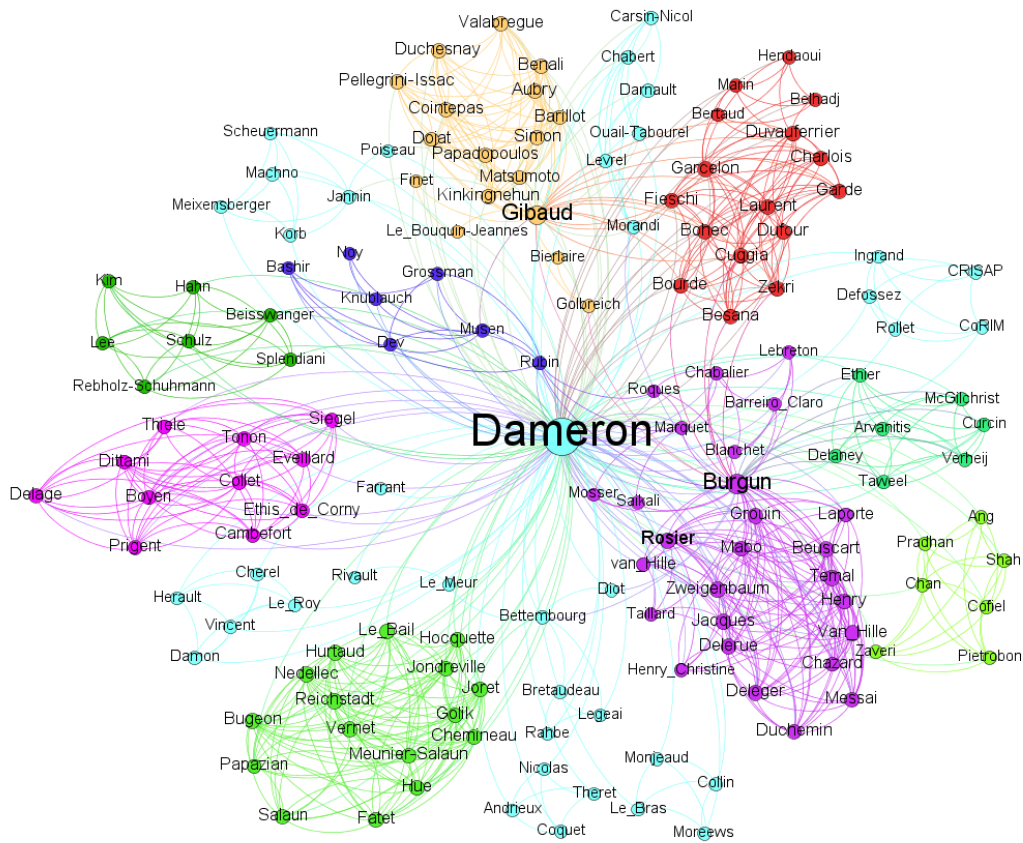 Carsin-Nicol
Valabregue
Duchesnay
Chabert
Hendaoui
Benali
Pellegrini-Issac
Marin
Darnault
Aubry
Belhadj
Cointepas
Bertaud
Barillot
Scheuermann
Ouail-Tabourel
Duvauferrier
Dojat
Simon
Poiseau
Papadopoulos
Levrel
Charlois
Garcelon
Machno
Finet
Matsumoto
Garde
Jannin
Kinkingnehun
Fieschi
Laurent
Meixensberger
Gibaud
Morandi
Bohec
Dufour
Korb
Le_Bouquin-Jeannes
Noy
Cuggia
Bierlaire
Ingrand
Bashir
Grossman
CRISAP
Kim
Hahn
Knublauch
Bourde
Zekri
Defossez
Golbreich
Beisswanger
Besana
Rollet
CoRIM
Musen
Lee
Schulz
Dev
Lebreton
Splendiani
Rubin
Chabalier
Ethier
Rebholz-Schuhmann
Roques
McGilchrist
Barreiro_Claro
Thiele
Siegel
Dameron
Marquet
Arvanitis
Curcin
Tonon
Blanchet
Delaney
Verheij
Dittami
Eveillard
Collet
Burgun
Taweel
Delage
Boyen
Farrant
Mosser
Saikali
Ethis_de_Corny
Grouin
Laporte
Ang
Prigent
Cambefort
Rosier
Mabo
Beuscart
Pradhan
Shah
van_Hille
Temal
Cherel
Rivault
Le_Meur
Diot
Zweigenbaum
Henry
Chan
Herault
Le_Roy
Bettembourg
Taillard
Jacques
Cofiel
Vincent
Le_Bail
Hocquette
Delerue
Van_Hille
Zaveri
Damon
Hurtaud
Jondreville
Henry_Christine
Chazard
Pietrobon
Nedellec
Joret
Bretaudeau
Deleger
Messai
Reichstadt
Bugeon
Vernet
Golik
Legeai
Chemineau
Rahbe
Duchemin
Papazian
Meunier-Salaun
Nicolas
Monjeaud
Hue
Theret
Collin
Salaun
Fatet
Andrieux
Le_Bras
Coquet
Moreews